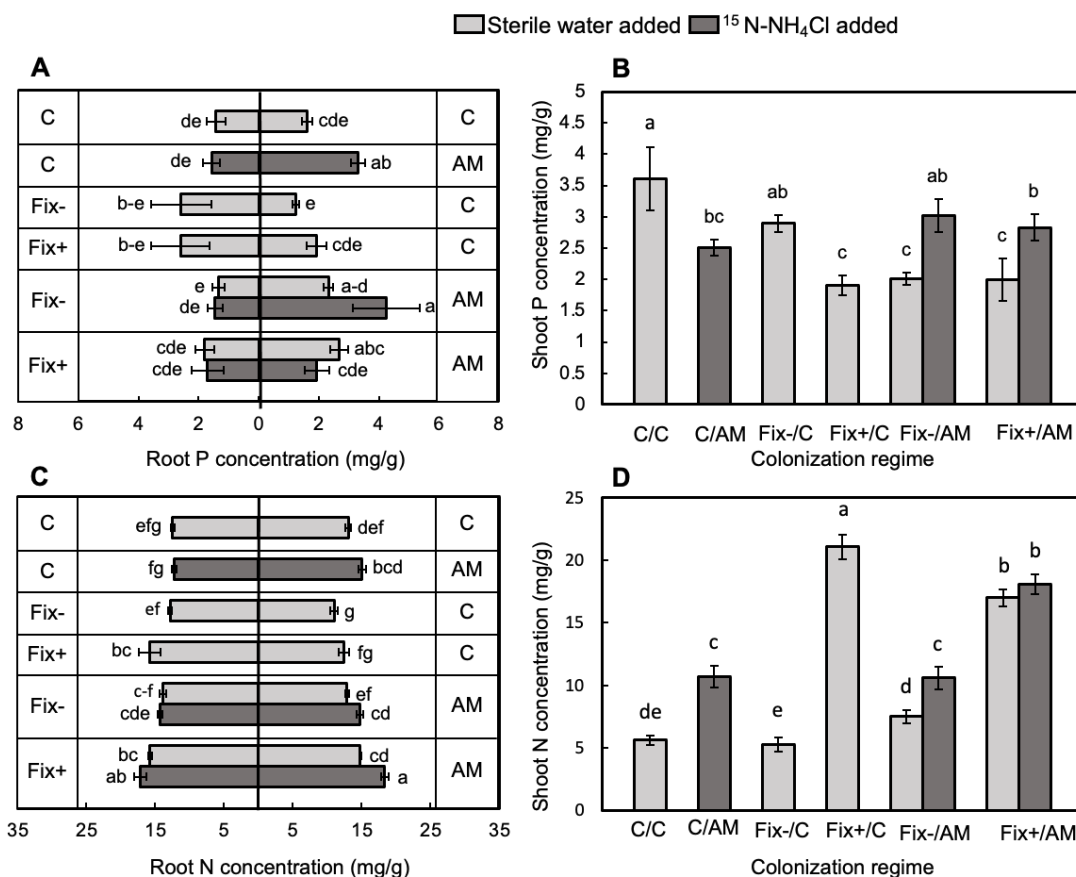 Sterile water added ¹⁵N-NH₄Cl added
A
C de cde C
C de ab AM
Fix- b-e e C
Fix+ b-e cde C
Fix- e a-d AM
de a
Fix+ cde abc AM
cde cde
8 6 4 2 0 2 4 6 8
Root P concentration (mg/g)
B
Shoot P concentration (mg/g)
5
4.5
4
3.5
3
2.5
2
1.5
1
0.5
0
a bc ab c c ab c b
C/C C/AM Fix-/C Fix+/C Fix-/AM Fix+/AM
Colonization regime
C
C efg def C
C fg bcd AM
Fix- ef g C
Fix+ bc fg C
Fix- c-f ef AM
cde cd
Fix+ bc cd AM
ab a
35 25 15 5 5 15 25 35
Root N concentration (mg/g)
D
Shoot N concentration (mg/g)
25
20
15
10
5
0
de c e a d c b b
C/C C/AM Fix-/C Fix+/C Fix-/AM Fix+/AM
Colonization regime